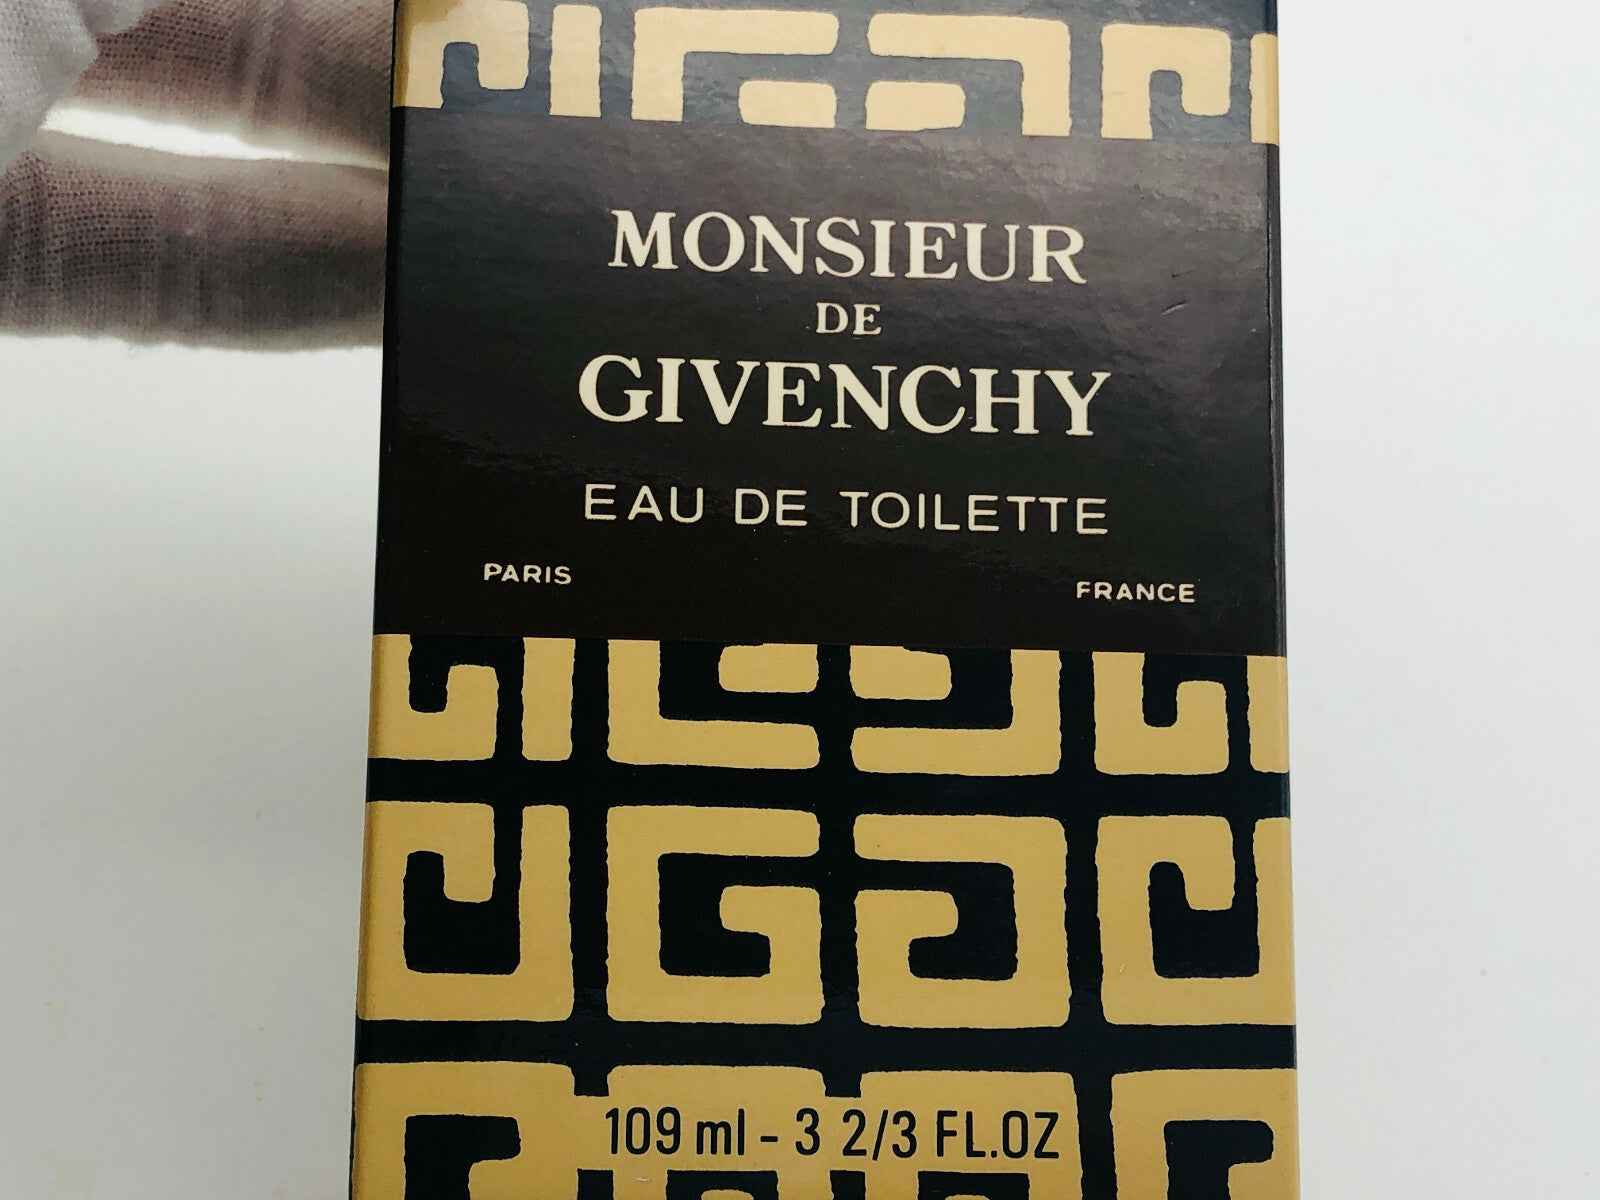 MONSIEUR
DE
GIVENCHY
EAU DE TOILETTE
PARIS FRANCE
109 ml - 3 2/3 FL.OZ